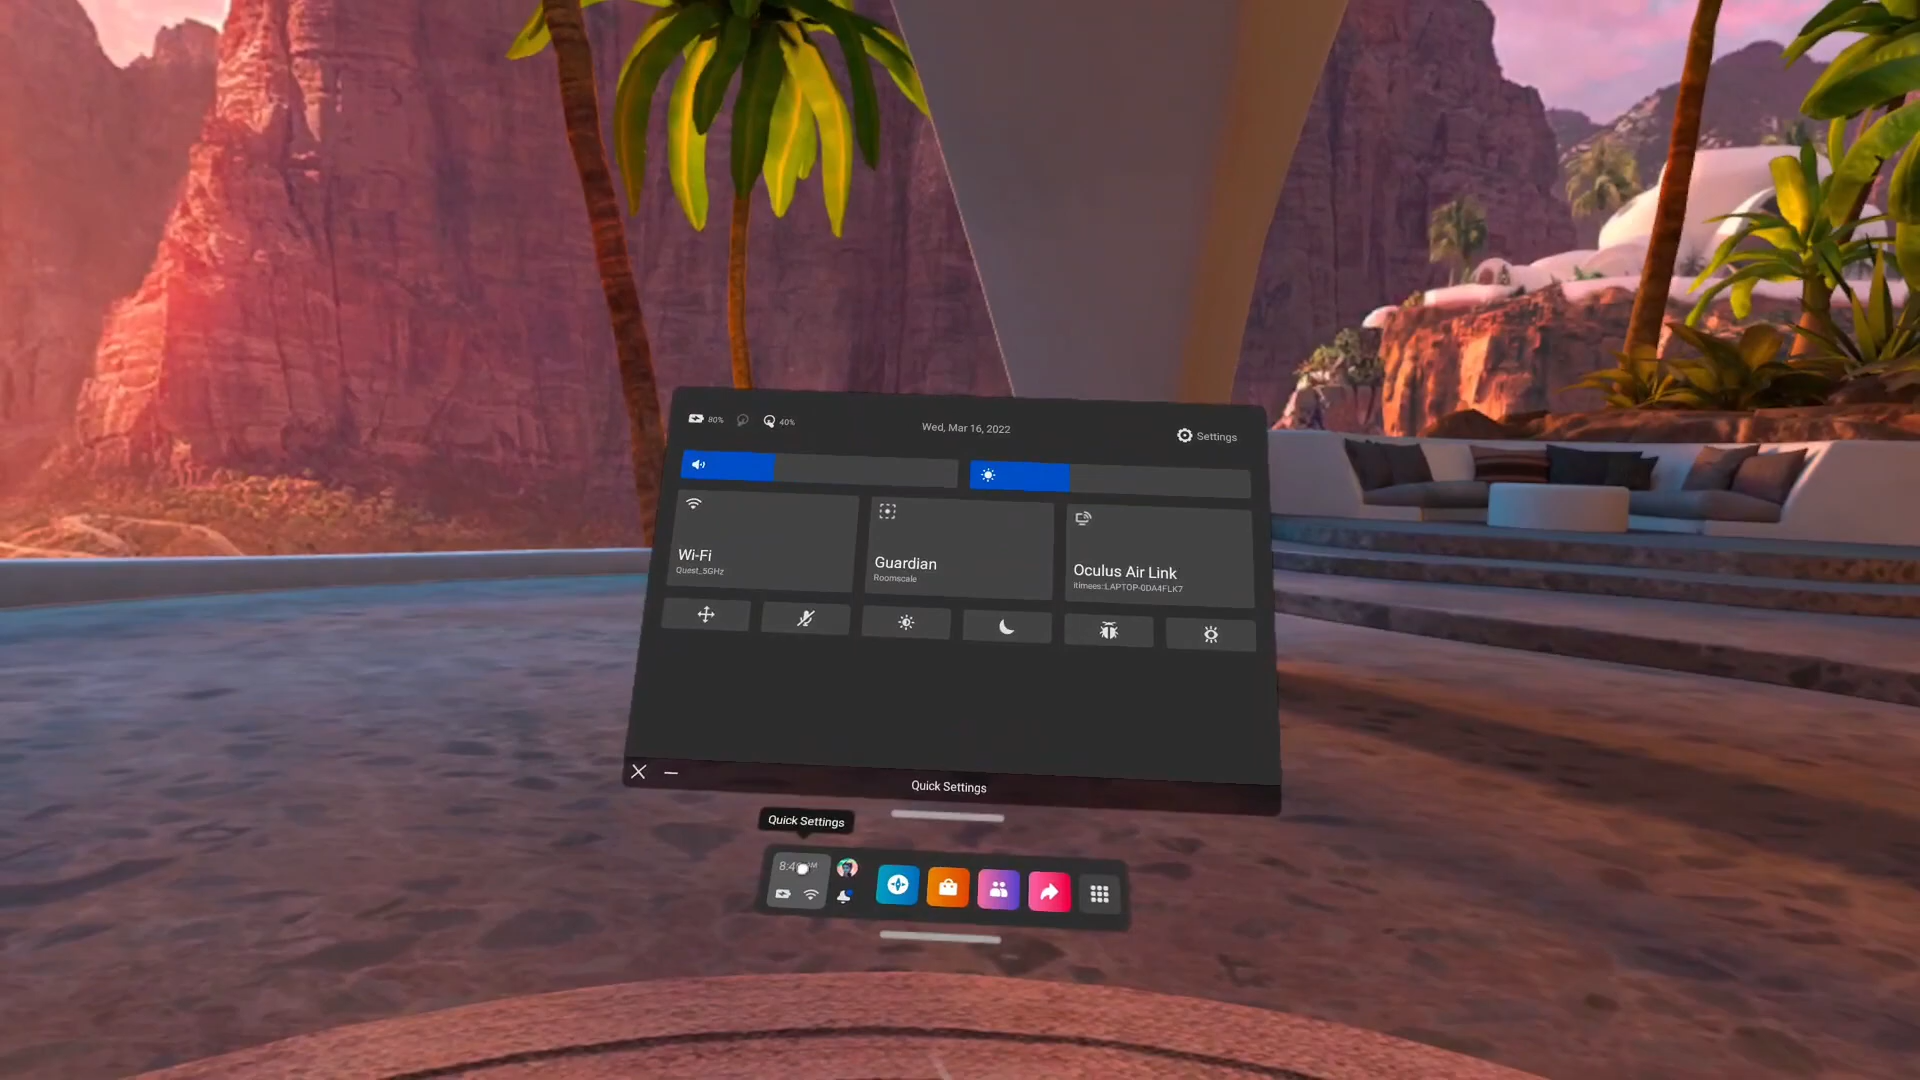 80%
40%
Wed, Mar 16, 2022
Settings
Wi-Fi
Quest_5GHz
Guardian
Roomscale
Oculus Air Link
Quick Settings
Quick Settings